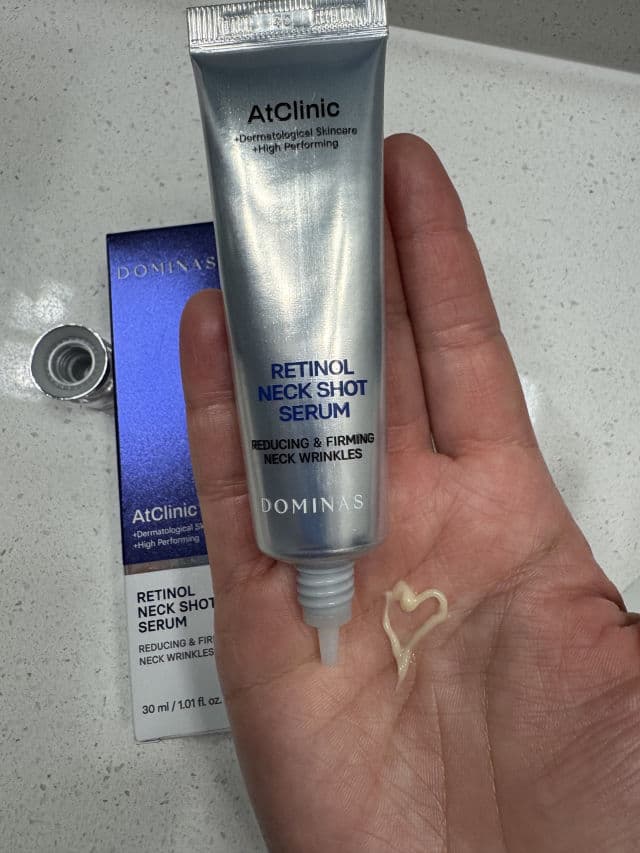 AtClinic
+Dermatological Skincare
+High Performing
RETINOL
NECK SHOT
SERUM
REDUCING & FIRMING
NECK WRINKLES
DOMINAS
DOMINAS
AtClinic
+Dermatological
+High Performing
RETINOL
NECK SHOT
SERUM
REDUCING &
NECK WRINKLES
30 ml / 1.01 fl. oz.